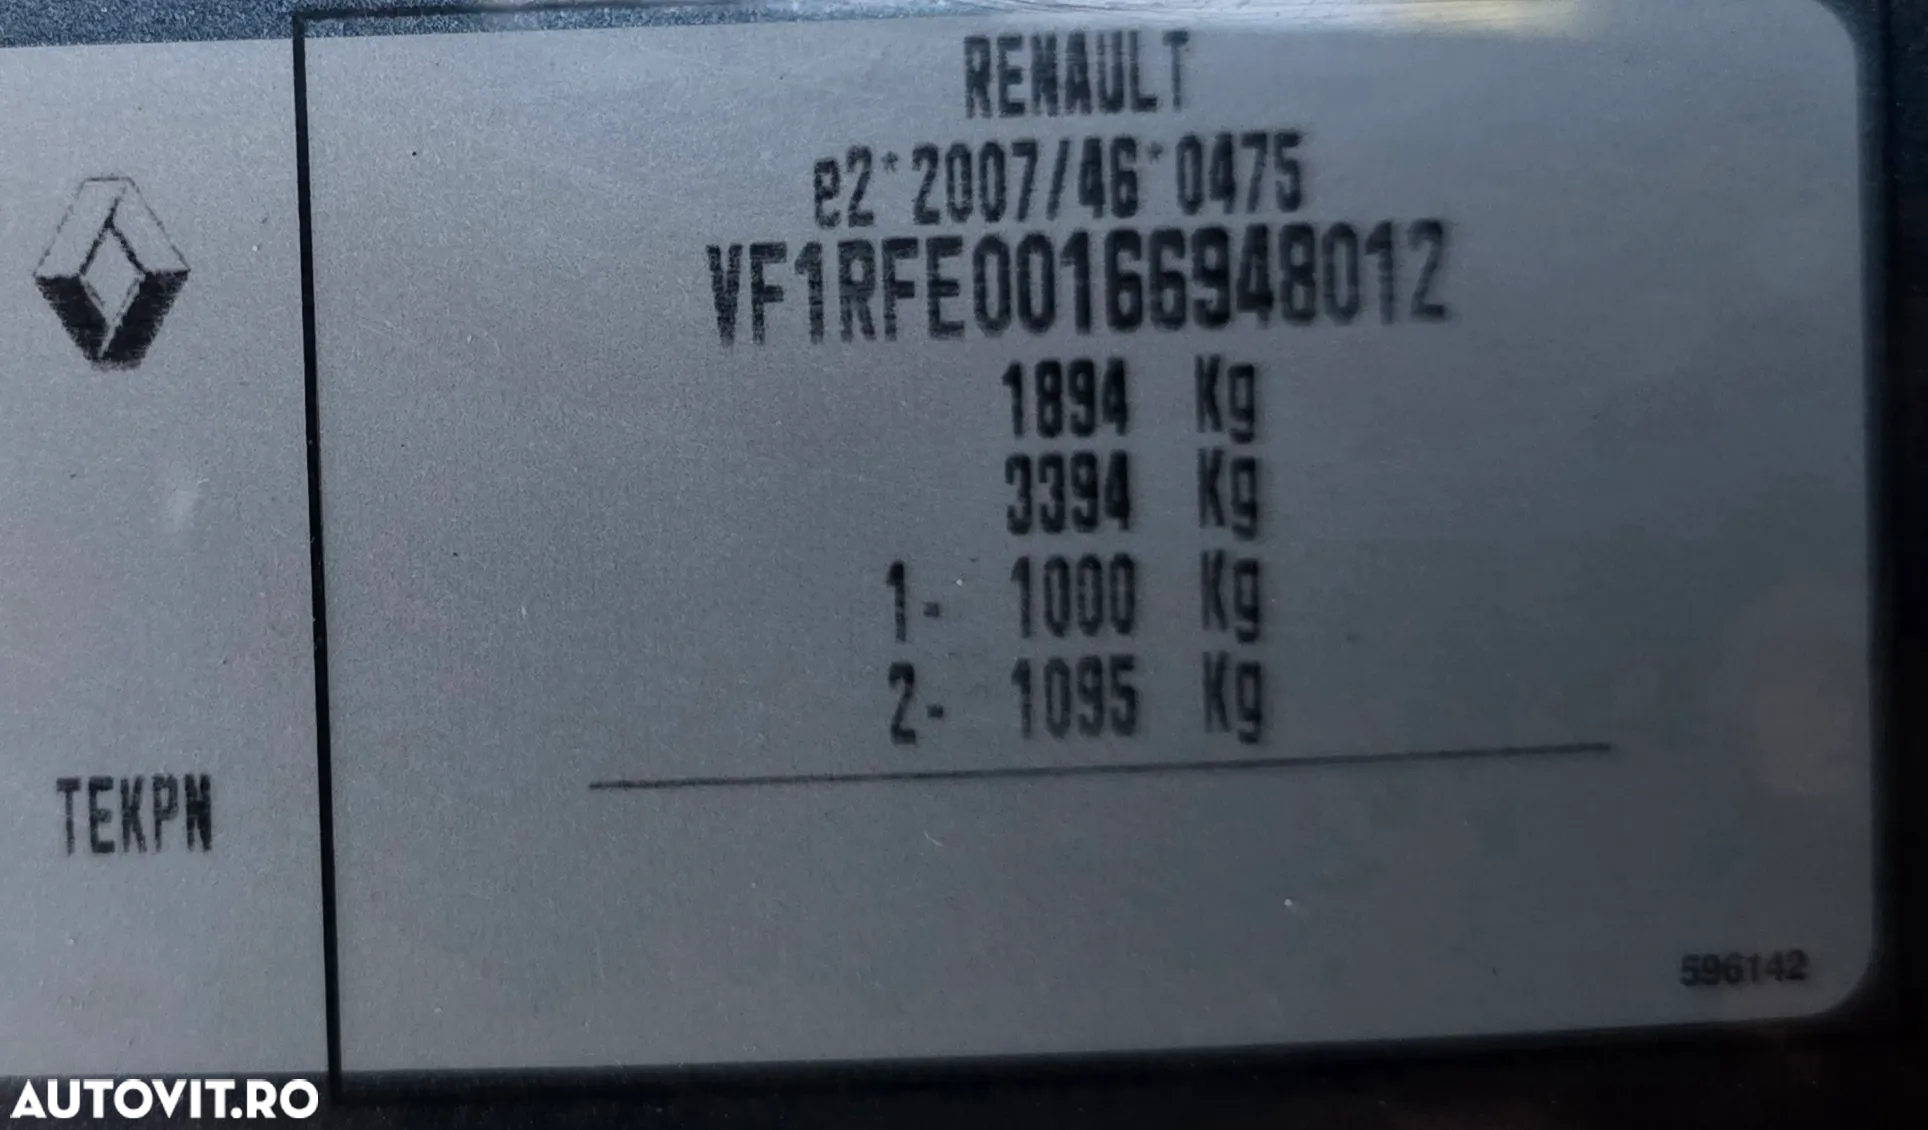 RENAULT
e2*2007/46*0475
VF1RFE00166948012
1894 Kg
3394 Kg
1- 1000 Kg
2- 1095 Kg
TEKPN
596142
AUTOVIT.RO